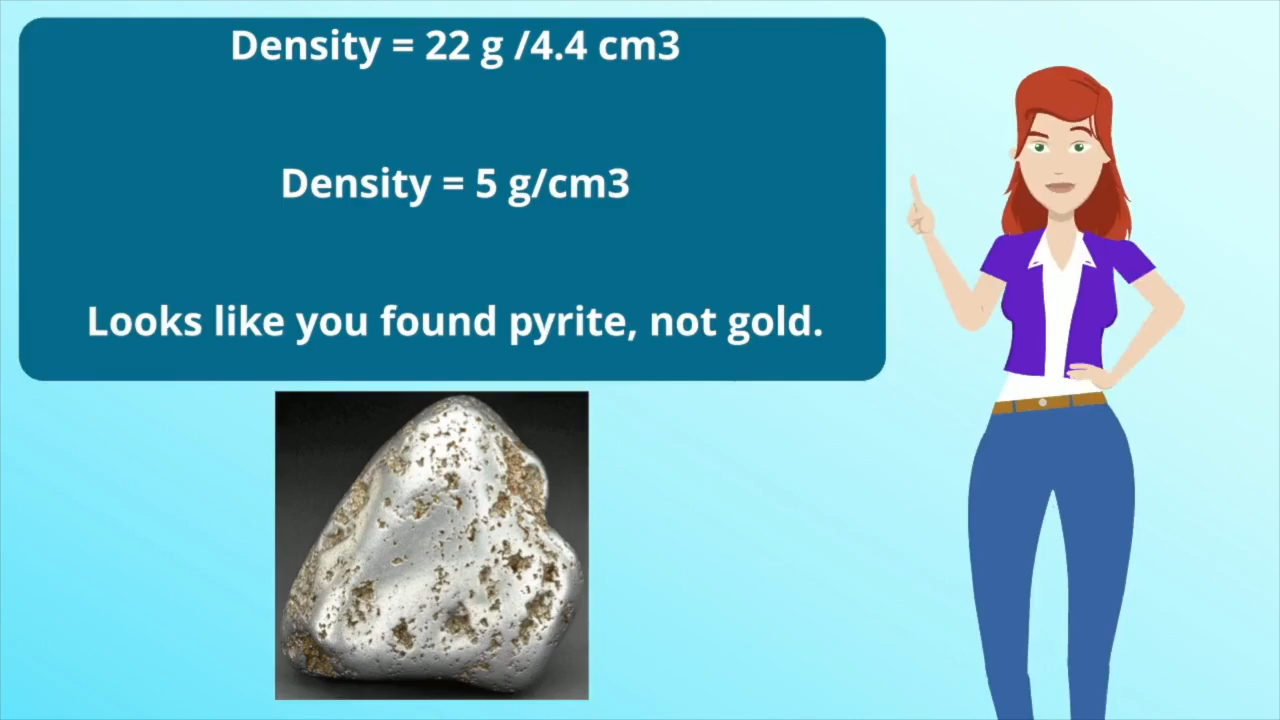 Density = 22 g /4.4 cm3
Density = 5 g/cm3
Looks like you found pyrite, not gold.